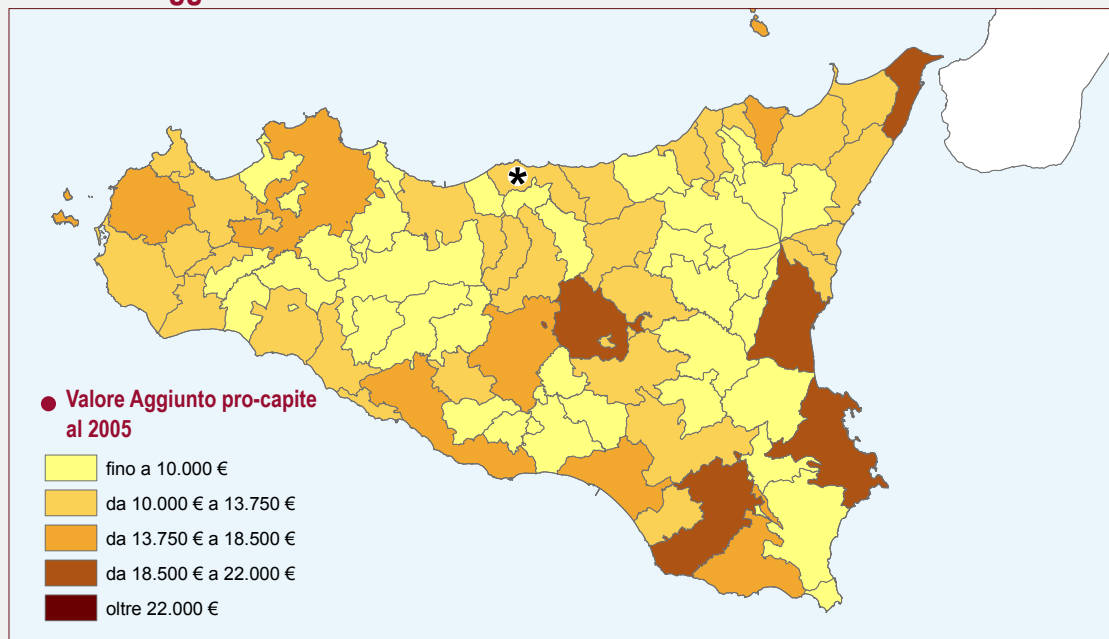 ● Valore Aggiunto pro-capite
al 2005
fino a 10.000 €
da 10.000 € a 13.750 €
da 13.750 € a 18.500 €
da 18.500 € a 22.000 €
oltre 22.000 €
*